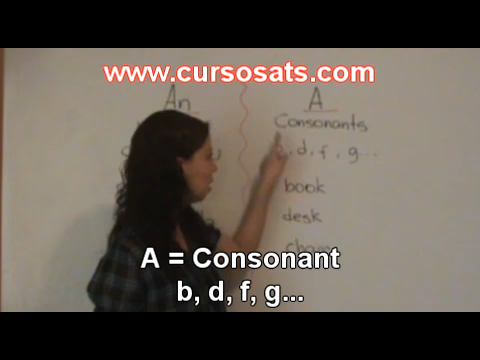 www.cursosats.com
An
A
Consonants
d, f, g...
book
desk
A = Consonant
b, d, f, g...